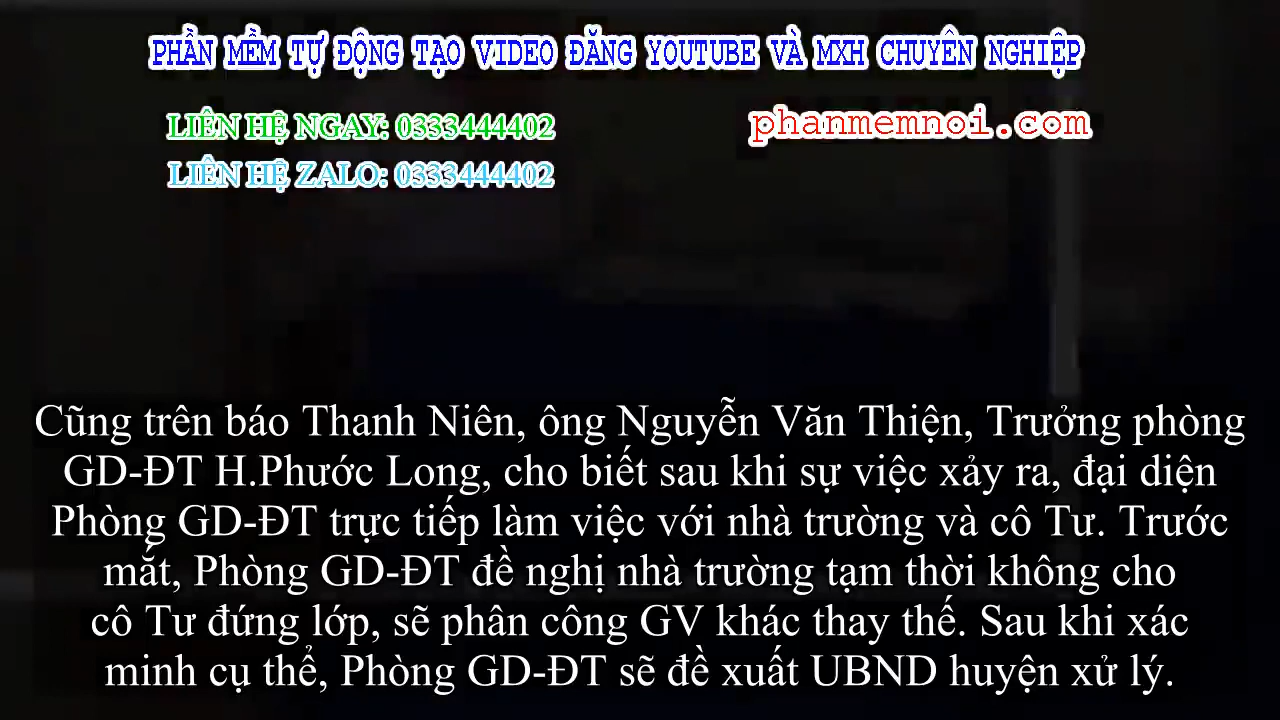 PHẦN MỀM TỰ ĐỘNG TẠO VIDEO ĐĂNG YOUTUBE VÀ MXH CHUYÊN NGHIỆP
LIÊN HỆ NGAY: 0333444402
phanmemnoi.com
LIÊN HỆ ZALO: 0333444402
Cũng trên báo Thanh Niên, ông Nguyễn Văn Thiện, Trưởng phòng
GD-ĐT H.Phước Long, cho biết sau khi sự việc xảy ra, đại diện
Phòng GD-ĐT trực tiếp làm việc với nhà trường và cô Tư. Trước
mắt, Phòng GD-ĐT đề nghị nhà trường tạm thời không cho
cô Tư đứng lớp, sẽ phân công GV khác thay thế. Sau khi xác
minh cụ thể, Phòng GD-ĐT sẽ đề xuất UBND huyện xử lý.